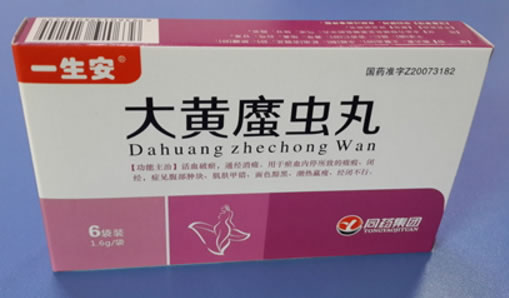 一生安®
国药准字Z20073182
大黄䗪虫丸
Dahuang zhechong Wan
【功能主治】活血破瘀，通经消癥。用于瘀血内停所致的癥瘕、闭
经，症见腹部肿块、肌肤甲错、面色黯黑、潮热羸瘦、经闭不行。
6袋装
1.6g/袋
同药集团
TONGYAOJITUAN